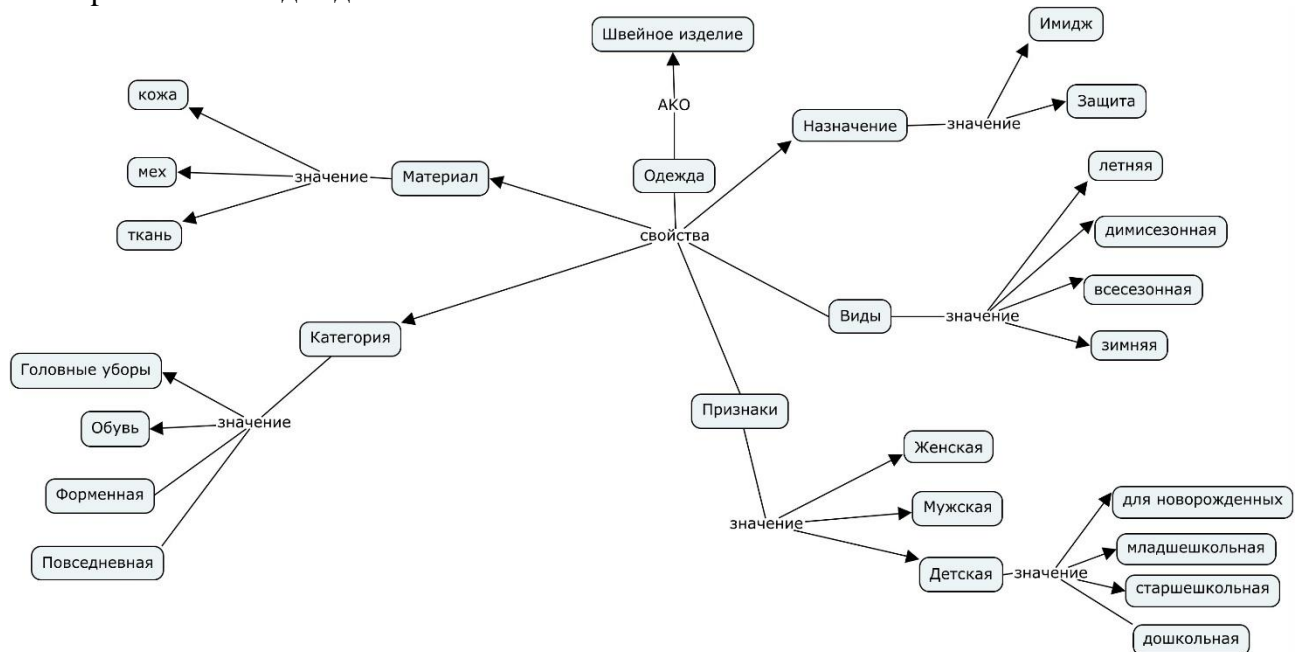 Швейное изделие
Имидж
кожа
АКО
Защита
Назначение
значение
летняя
мех
значение
Материал
Одежда
ткань
свойства
димисезонная
всесезонная
Виды
значение
зимняя
Категория
Головные уборы
Признаки
Обувь
значение
Женская
Форменная
Мужская
для новорожденных
значение
Повседневная
младшешкольная
Детская
значение
старшешкольная
дошкольная